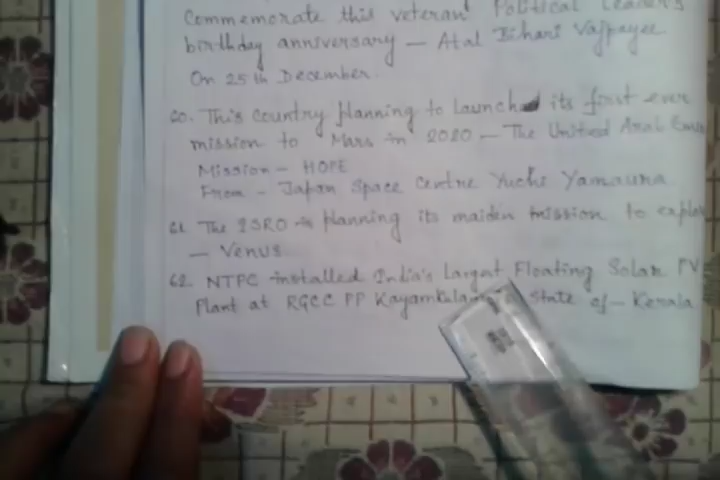 Commemorate this veteran Political Leader's
birthday anniversary - Atal Bihari Vajpayee
On 25th December.
60. This Country planning to Launch its first ever
mission to Mars in 2020 - The United Arab
Mission - HOPE
From - Japan Space Centre Yuchi Yamaura
61. The ISRO is planning its maiden mission to
- Venus
62. NTPC installed India's Largest Floating Solar PV
Plant at RGCC PP State of - Kerala